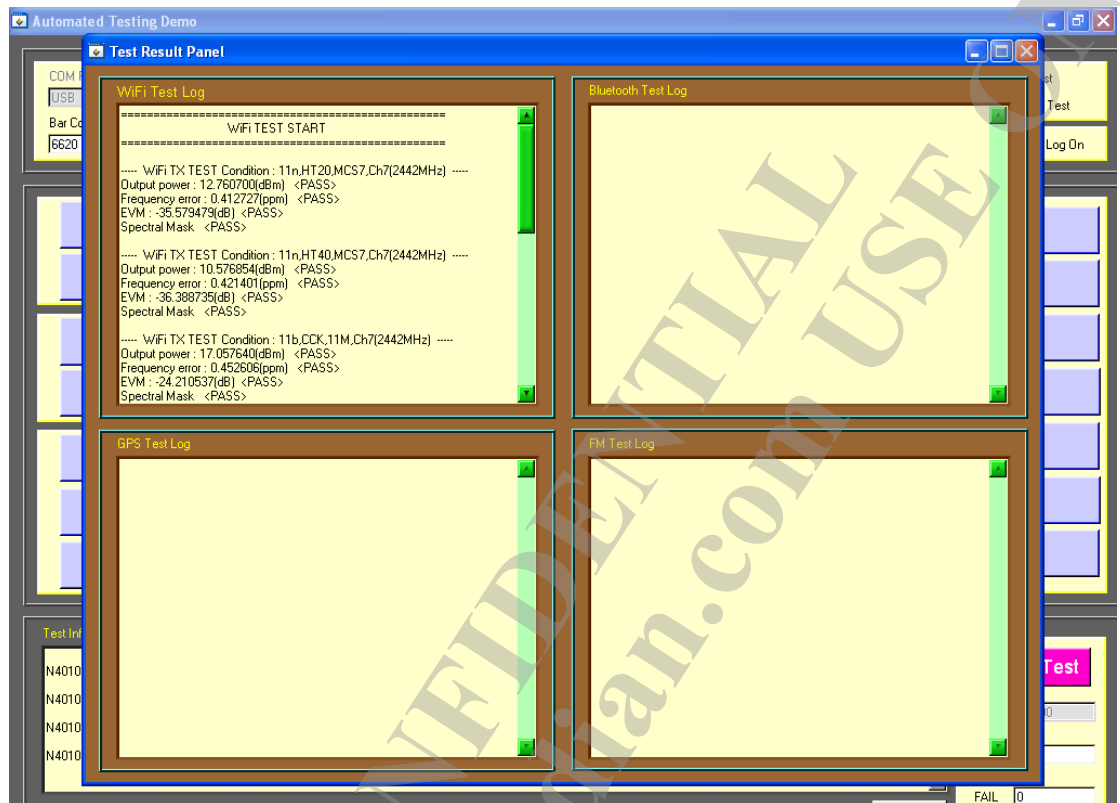 Automated Testing Demo
Test Result Panel
COM
USB
Bar
6620
Test
Log On
WiFi Test Log
==================================================
WiFi TEST START
==================================================
----- WiFi TX TEST Condition : 11n,HT20,MCS7,Ch7(2442MHz) -----
Output power : 12.760700(dBm) <PASS>
Frequency error : 0.412727(ppm) <PASS>
EVM : -35.579479(dB) <PASS>
Spectral Mask <PASS>
----- WiFi TX TEST Condition : 11n,HT40,MCS7,Ch7(2442MHz) -----
Output power : 10.576854(dBm) <PASS>
Frequency error : 0.421401(ppm) <PASS>
EVM : -36.388735(dB) <PASS>
Spectral Mask <PASS>
----- WiFi TX TEST Condition : 11b,CCK,11M,Ch7(2442MHz) -----
Output power : 17.057640(dBm) <PASS>
Frequency error : 0.452606(ppm) <PASS>
EVM : -24.210537(dB) <PASS>
Spectral Mask <PASS>
Bluetooth Test Log
GPS Test Log
FM Test Log
Test
N4010
N4010
N4010
N4010
Test
FAIL 0
NFIDENTIAL
dian.com USE